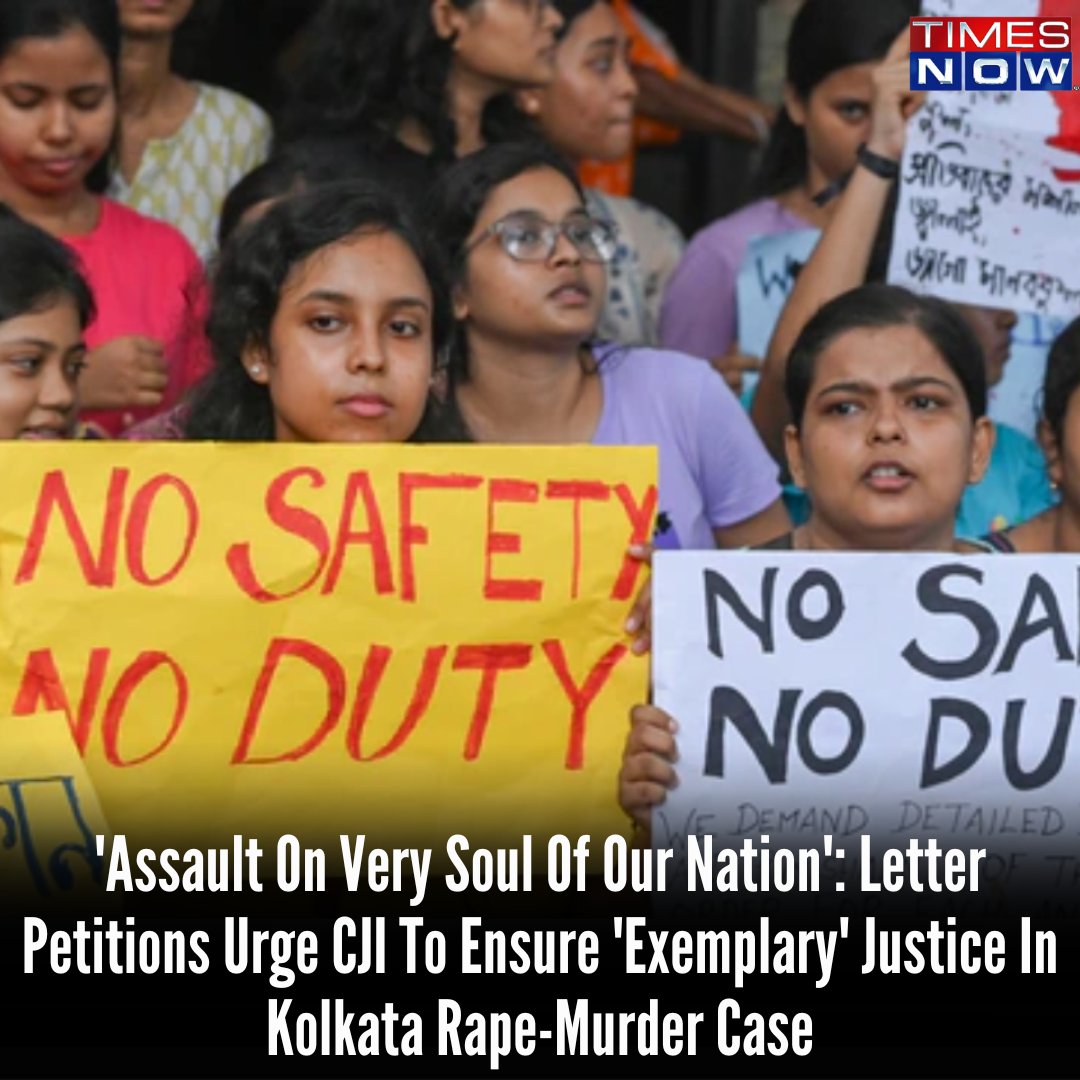 TIMES
NOW
প্রতিবাদের
জ্বালাই,
NO SAFETY
NO DUTY
NO SA
NO DU
WE DEMAND DETAILED
'Assault On Very Soul Of Our Nation': Letter
Petitions Urge CJI To Ensure 'Exemplary' Justice In
Kolkata Rape-Murder Case